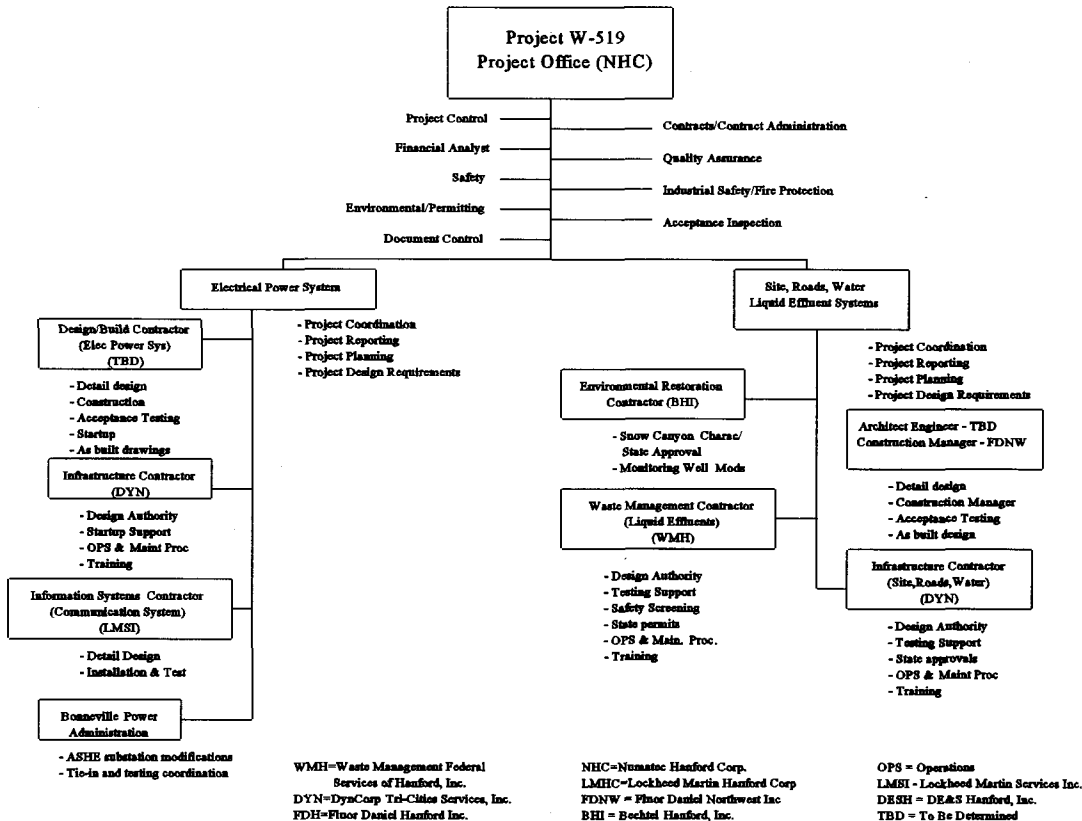 Project W-519
Project Office (NHC)
Project Control
Contracts/Contract Administration
Financial Analyst
Quality Assurance
Safety
Industrial Safety/Fire Protection
Environmental/Permitting
Acceptance Inspection
Document Control
Electrical Power System
- Project Coordination
- Project Reporting
- Project Planning
- Project Design Requirements
Design/Build Contractor
(Elec Power Sys)
(TBD)
- Detail design
- Construction
- Acceptance Testing
- Startup
- As built drawings
Infrastructure Contractor
(DYN)
- Design Authority
- Startup Support
- OPS & Maint Proc
- Training
Information Systems Contractor
(Communication System)
(LMSI)
- Detail Design
- Installation & Test
Bonneville Power
Administration
- ASHE substation modifications
- Tie-in and testing coordination
Site, Roads, Water
Liquid Effluent Systems
- Project Coordination
- Project Reporting
- Project Planning
- Project Design Requirements
Environmental Restoration
Contractor (BHI)
- Snow Canyon Charac/
State Approval
- Monitoring Well Mods
Waste Management Contractor
(Liquid Effluents)
(WMH)
- Design Authority
- Testing Support
- Safety Screening
- State permits
- OPS & Main. Proc.
- Training
Architect Engineer - TBD
Construction Manager - FDNW
- Detail design
- Construction Manager
- Acceptance Testing
- As built design
Infrastructure Contractor
(Site,Roads,Water)
(DYN)
- Design Authority
- Testing Support
- State approvals
- OPS & Maint Proc
- Training
WMH=Waste Management Federal
Services of Hanford, Inc.
DYN=DynCorp Tri-Cities Services, Inc.
FDH=Fluor Daniel Hanford Inc.
NHC=Numatec Hanford Corp.
LMHC=Lockheed Martin Hanford Corp
FDNW = Fluor Daniel Northwest Inc
BHI = Bechtel Hanford, Inc.
OPS = Operations
LMSI - Lockheed Martin Services Inc.
DESH = DE&S Hanford, Inc.
TBD = To Be Determined